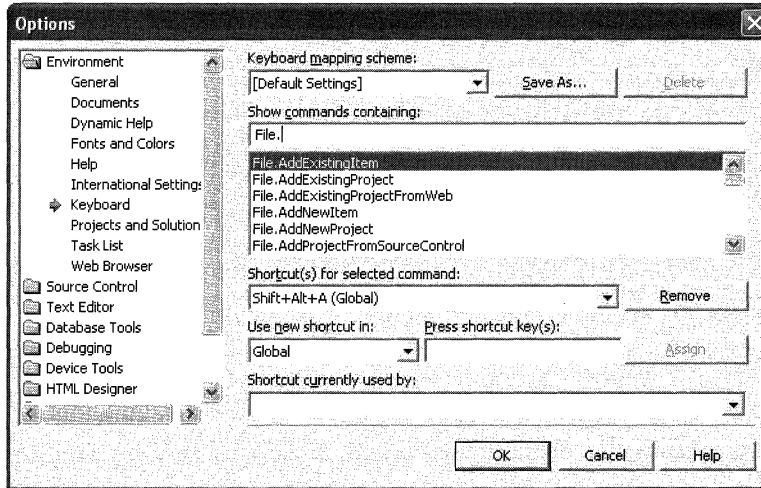 Options
Environment
General
Documents
Dynamic Help
Fonts and Colors
Help
International Settings
Keyboard
Projects and Solution
Task List
Web Browser
Source Control
Text Editor
Database Tools
Debugging
Device Tools
HTML Designer
Keyboard mapping scheme:
[Default Settings]
Save As...
Delete
Show commands containing:
File.
File.AddExistingItem
File.AddExistingProject
File.AddExistingProjectFromWeb
File.AddNewItem
File.AddNewProject
File.AddProjectFromSourceControl
Shortcut(s) for selected command:
Shift+Alt+A (Global)
Remove
Use new shortcut in:
Press shortcut key(s):
Global
Assign
Shortcut currently used by:
OK
Cancel
Help